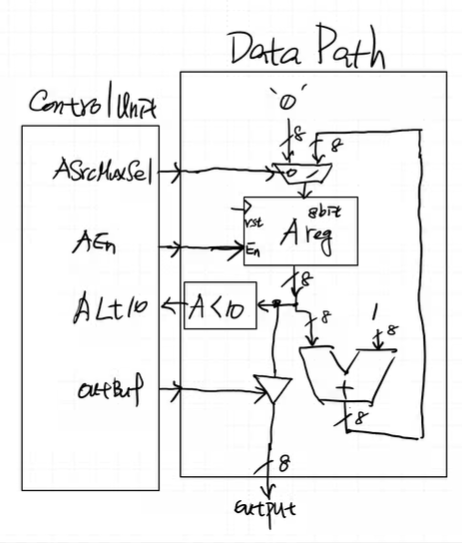 Data Path
Control Unit
'0'
8
8
ASrcMuxSel
0 1
8bit
rst
A reg
AEn
En
8
ALt10
A<10
8
1
8
+
outBuf
8
8
output